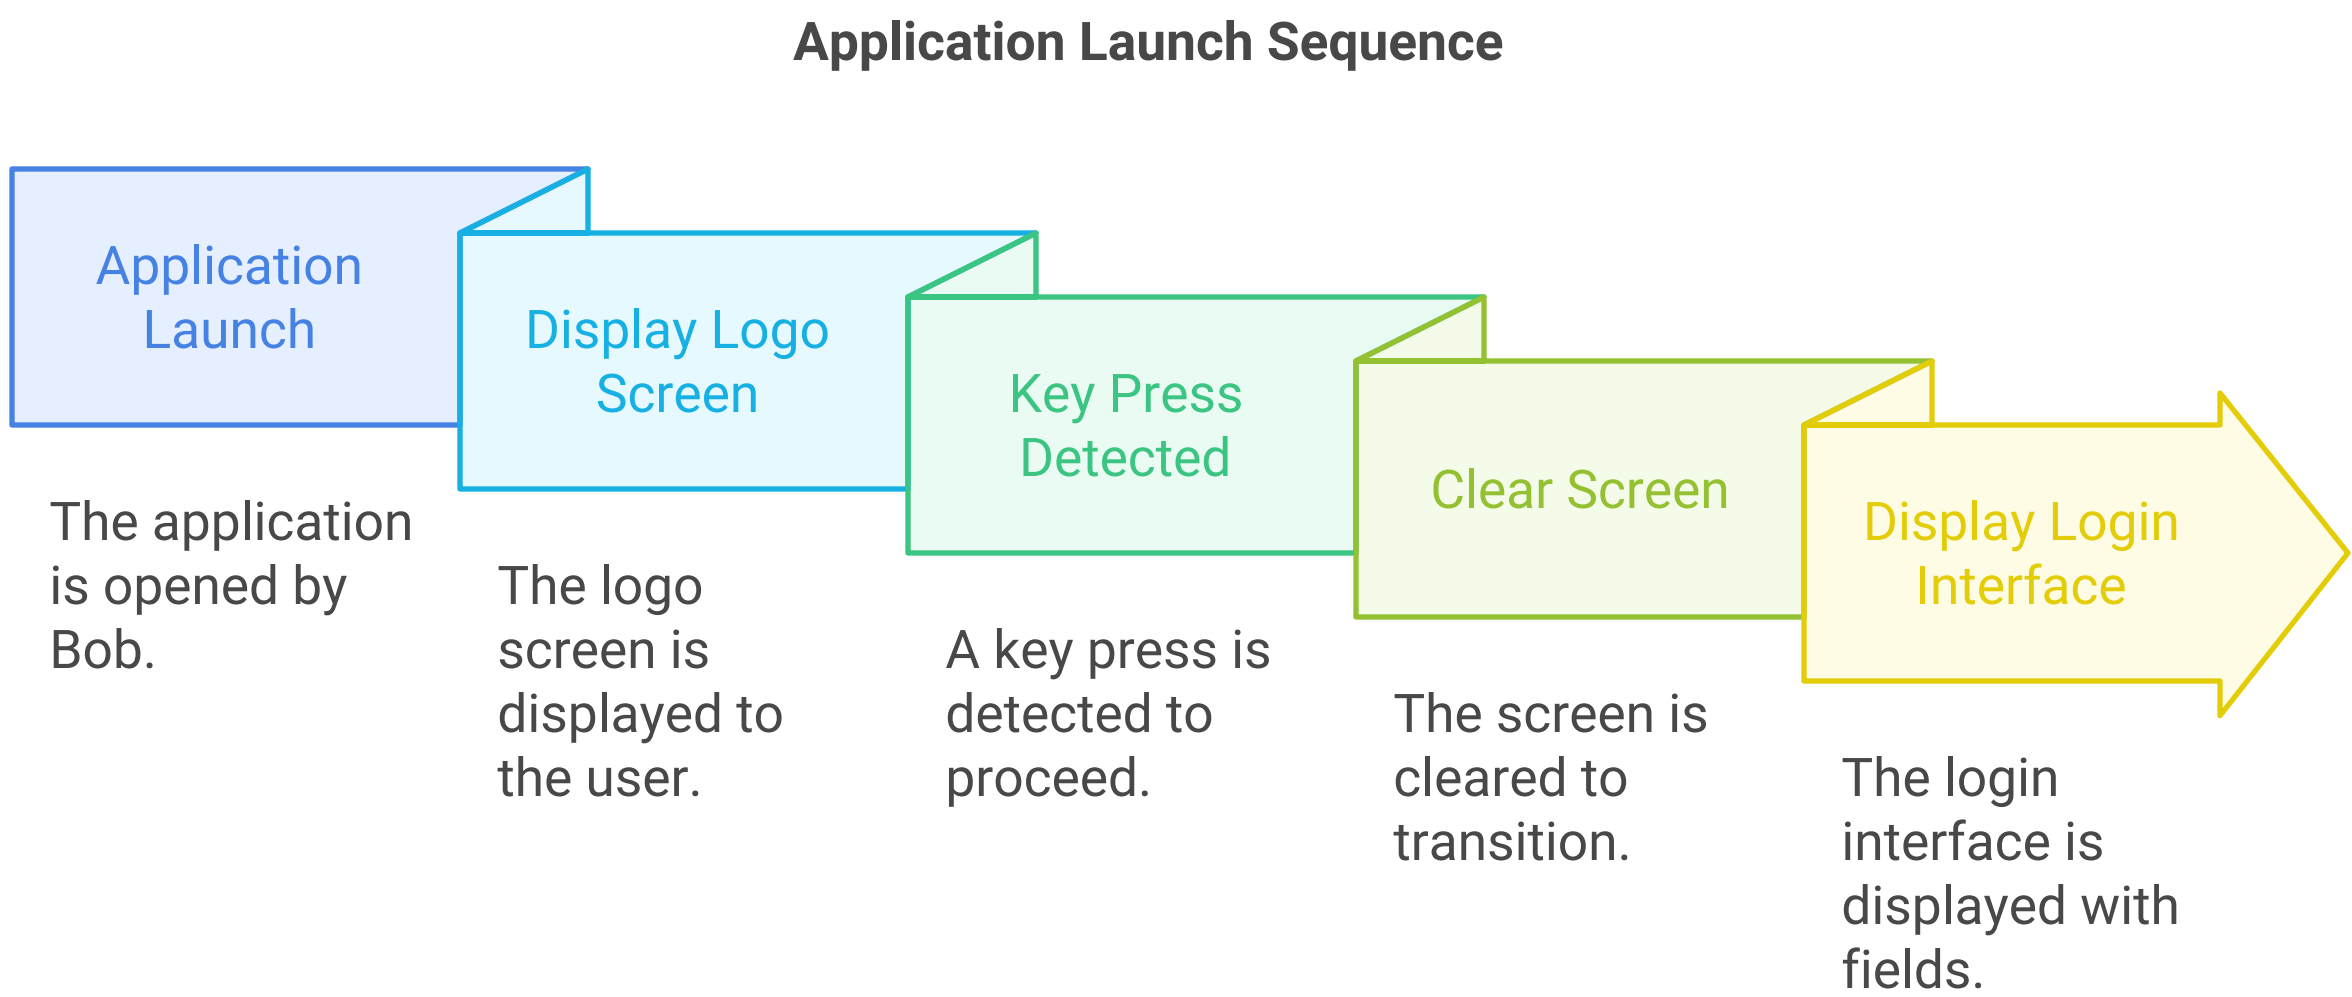 Application Launch Sequence
Application
Launch
The application
is opened by
Bob.
Display Logo
Screen
The logo
screen is
displayed to
the user.
Key Press
Detected
A key press is
detected to
proceed.
Clear Screen
The screen is
cleared to
transition.
Display Login
Interface
The login
interface is
displayed with
fields.